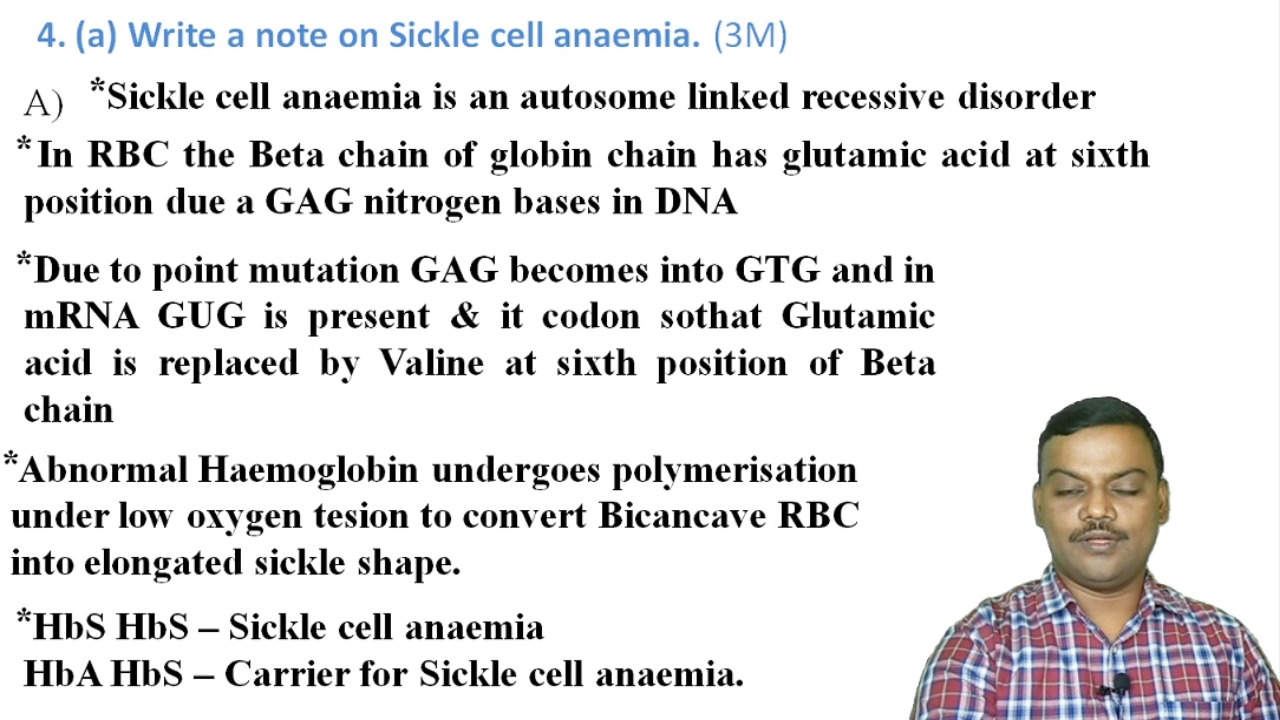 4. (a) Write a note on Sickle cell anaemia. (3M)
A) *Sickle cell anaemia is an autosome linked recessive disorder
*In RBC the Beta chain of globin chain has glutamic acid at sixth
position due a GAG nitrogen bases in DNA
*Due to point mutation GAG becomes into GTG and in
mRNA GUG is present & it codon sothat Glutamic
acid is replaced by Valine at sixth position of Beta
chain
*Abnormal Haemoglobin undergoes polymerisation
under low oxygen tesion to convert Bicancave RBC
into elongated sickle shape.
*HbS HbS – Sickle cell anaemia
HbA HbS – Carrier for Sickle cell anaemia.